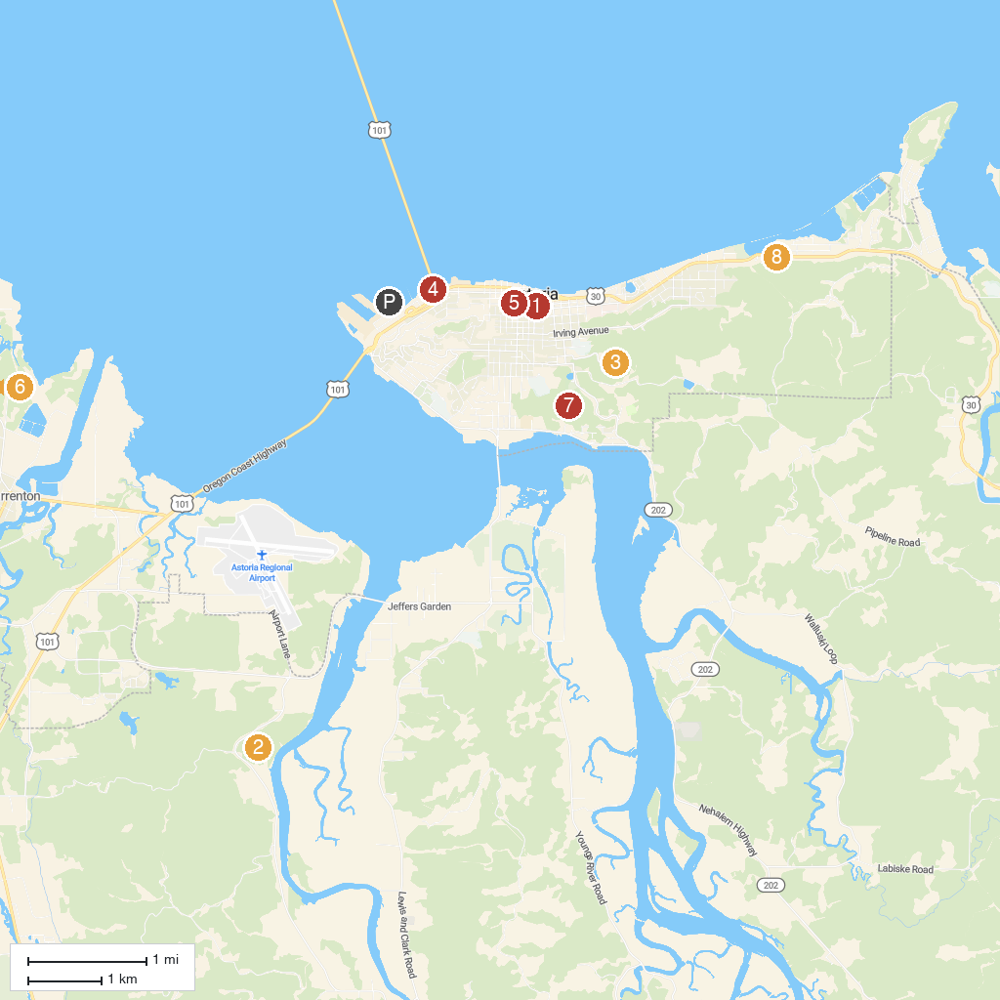 101
4
P
5
1
30
8
Irving Avenue
3
6
101
7
30
Oregon Coast Highway
101
202
Pipeline Road
Astoria Regional
Airport
Jeffers Garden
Airport Lane
101
Walluski Loop
202
2
Nehalem Highway
Youngs River Road
Labiske Road
202
Lewis and Clark Road
1 mi
1 km